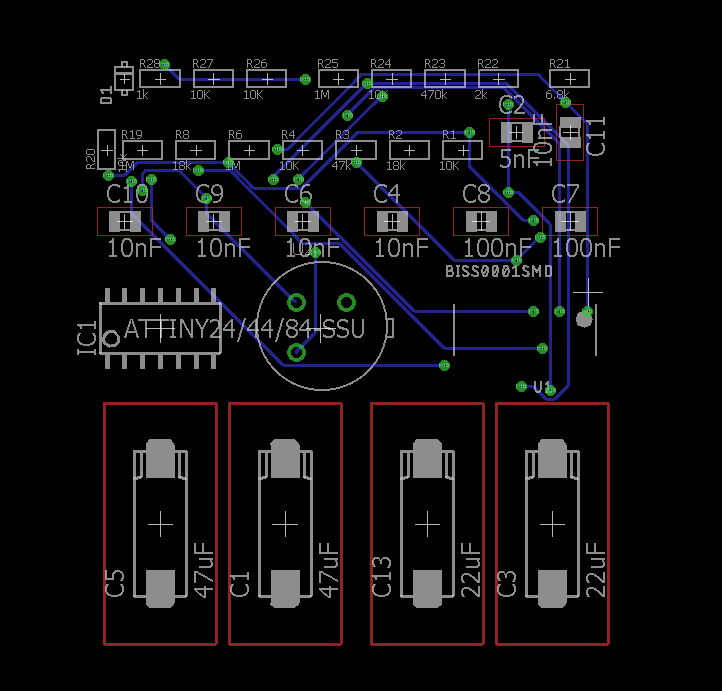 R28 R27 R26 R25 R24 R23 R22 R21
D1
1k 10K 10K 1M 10K 470k 2k 6.8k
C2
10nF
C11
R20
R19 R8 R6 R4 R3 R2 R1
1M 18k 1M 10K 47k 18k 10K
5nF
C10 C9 C6 C4 C8 C7
10nF 10nF 10nF 10nF 100nF 100nF
BISS0001SMD
IC1
ATTINY24/44/84-SSU
U1
C5
47uF
C1
47uF
C13
22uF
C3
22uF